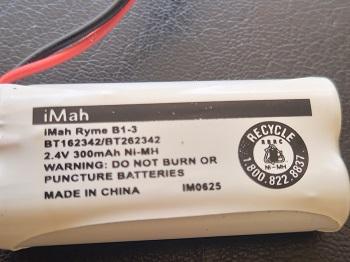 iMah
iMah Ryme B1-3
BT162342/BT262342
2.4V 300mAh Ni-MH
WARNING: DO NOT BURN OR
PUNCTURE BATTERIES
MADE IN CHINA IM0625
RECYCLE
RBRC
Ni-MH
1.800.822.8837